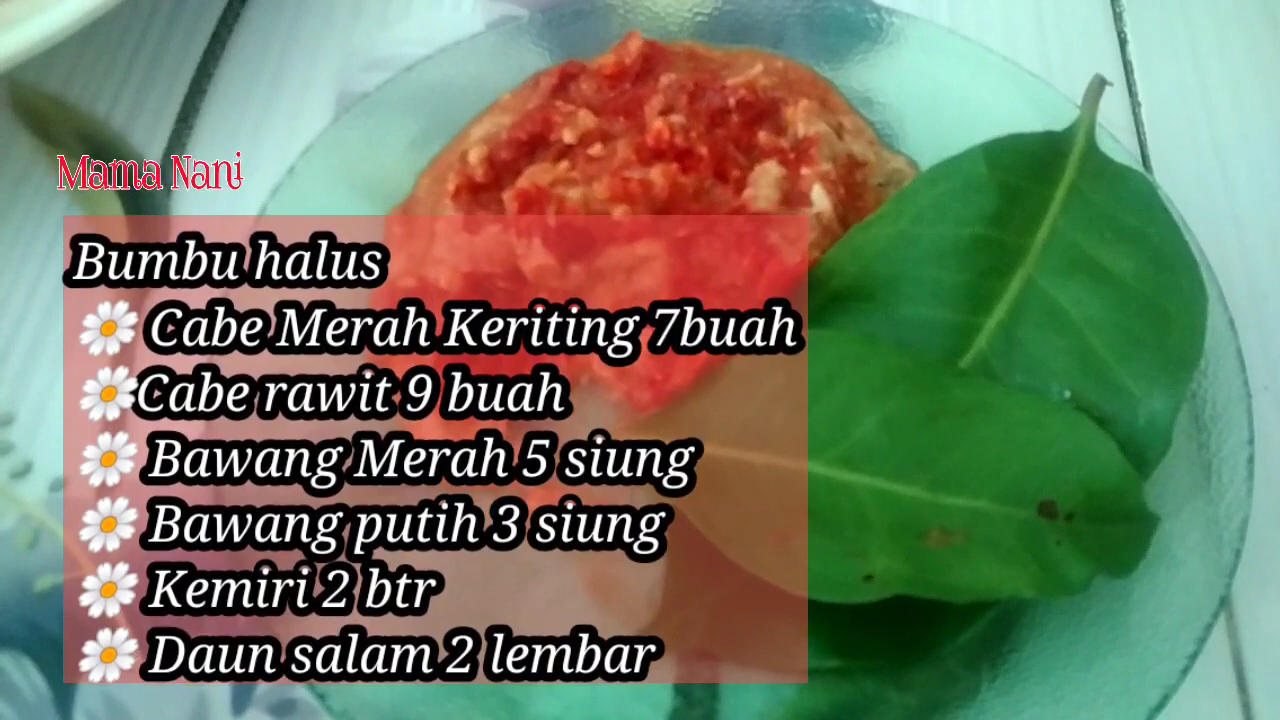 Mama Nani
Bumbu halus
Cabe Merah Keriting 7buah
Cabe rawit 9 buah
Bawang Merah 5 siung
Bawang putih 3 siung
Kemiri 2 btr
Daun salam 2 lembar